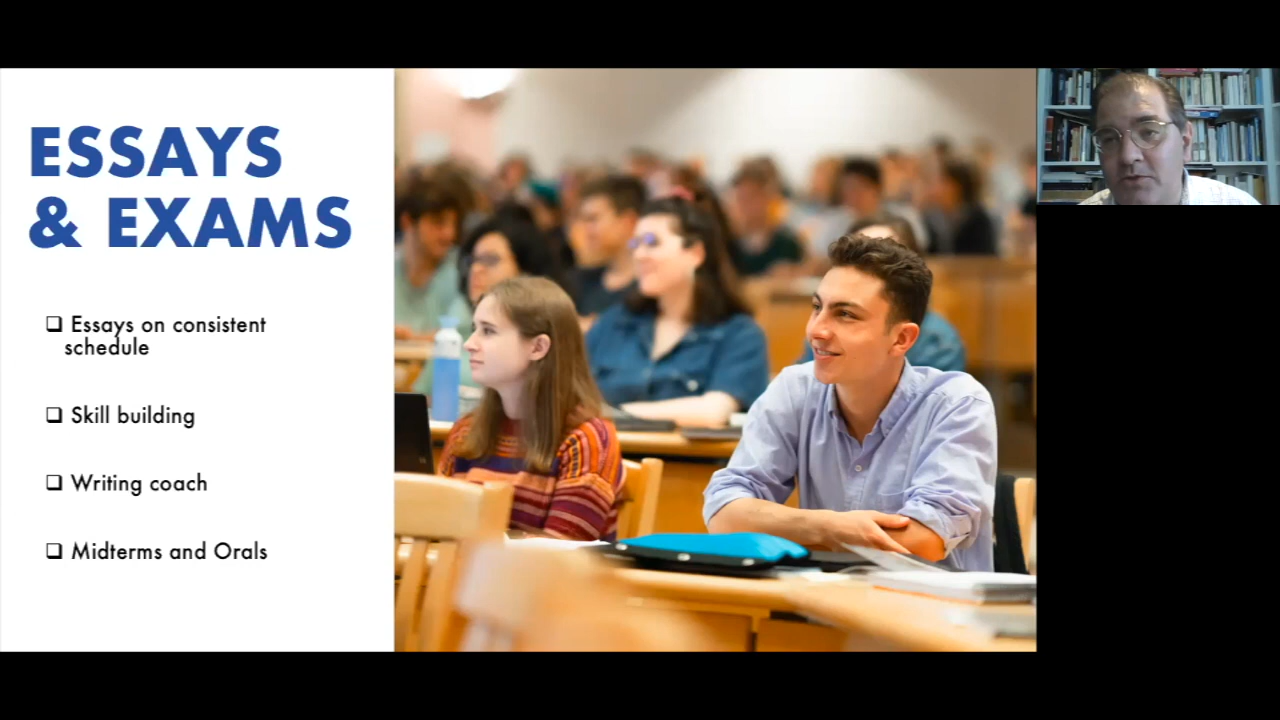 ESSAYS
& EXAMS
❑ Essays on consistent
schedule
❑ Skill building
❑ Writing coach
❑ Midterms and Orals